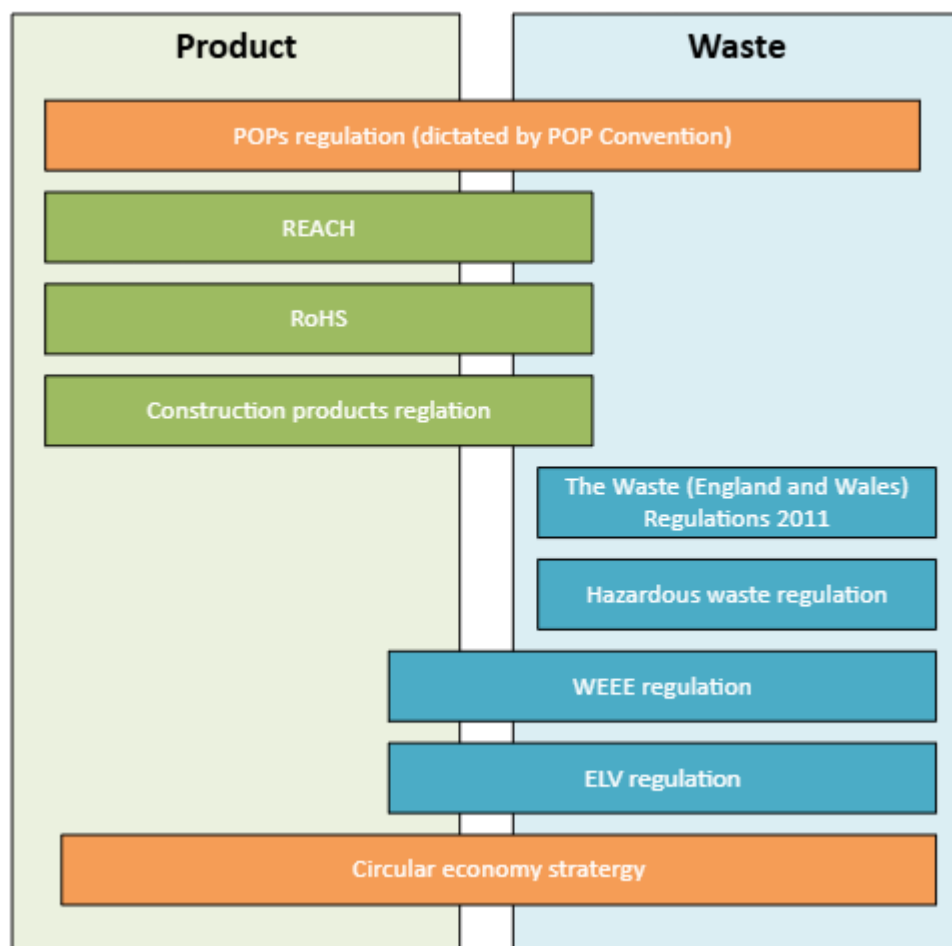 Product
Waste
POPs regulation (dictated by POP Convention)
REACH
RoHS
Construction products reglation
The Waste (England and Wales)
Regulations 2011
Hazardous waste regulation
WEEE regulation
ELV regulation
Circular economy stratergy